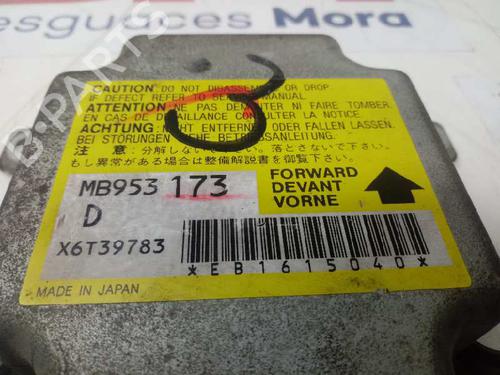 esguaces Mora
B-PARTS
CAUTION: DO NOT DISASSEMBLE OR DROP.
IF DEFECT REFER TO SERVICE MANUAL.
ATTENTION: NE PAS DEMONTER NI FAIRE TOMBER.
EN CAS DE DEFAILLANCE CONSULTER LA NOTICE.
ACHTUNG: NICHT ENTFERNEN ODER FALLEN LASSEN.
BEI STÖRUNGEN SIEHE BETRIEBSANLEITUNG.
注 意:分解しないでください。落とさないで下さい。
もし異常がある場合は整備解説書を御覧下さい。
MB953 173
D
X6T39783
FORWARD
DEVANT
VORNE
*EB1615040*
MADE IN JAPAN